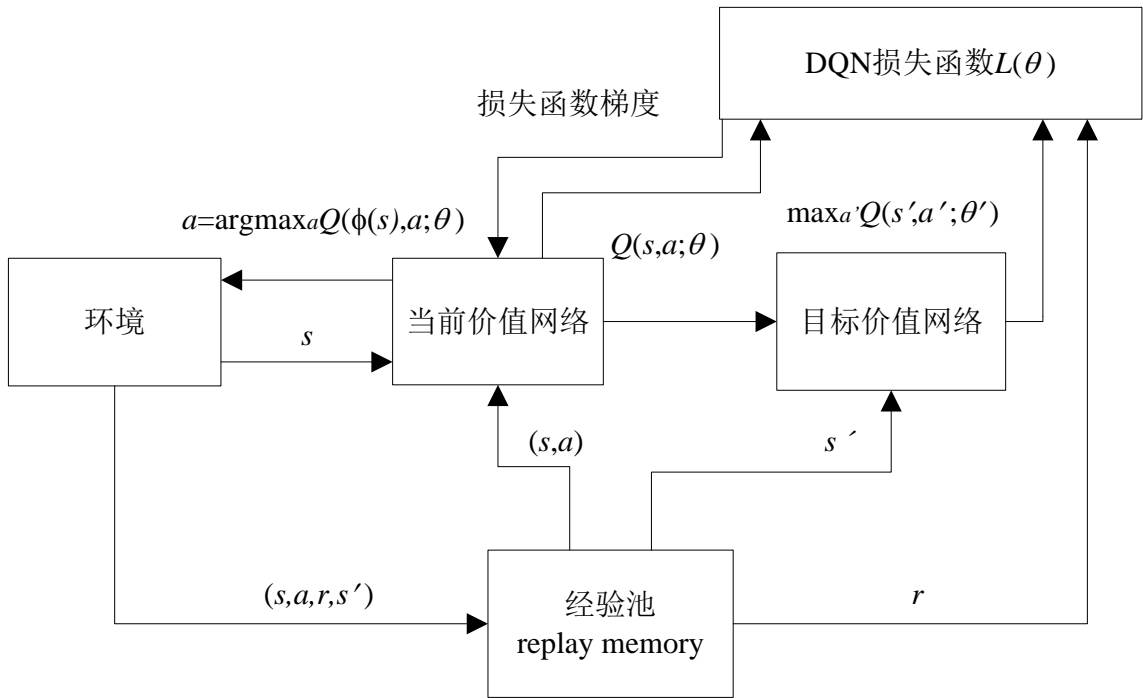 DQN损失函数L(θ)
损失函数梯度
a=argmaxₐQ(ϕ(s),a;θ)
maxₐ’Q(s′,a′;θ′)
Q(s,a;θ)
环境
s
当前价值网络
目标价值网络
(s,a)
s´
(s,a,r,s′)
经验池
replay memory
r